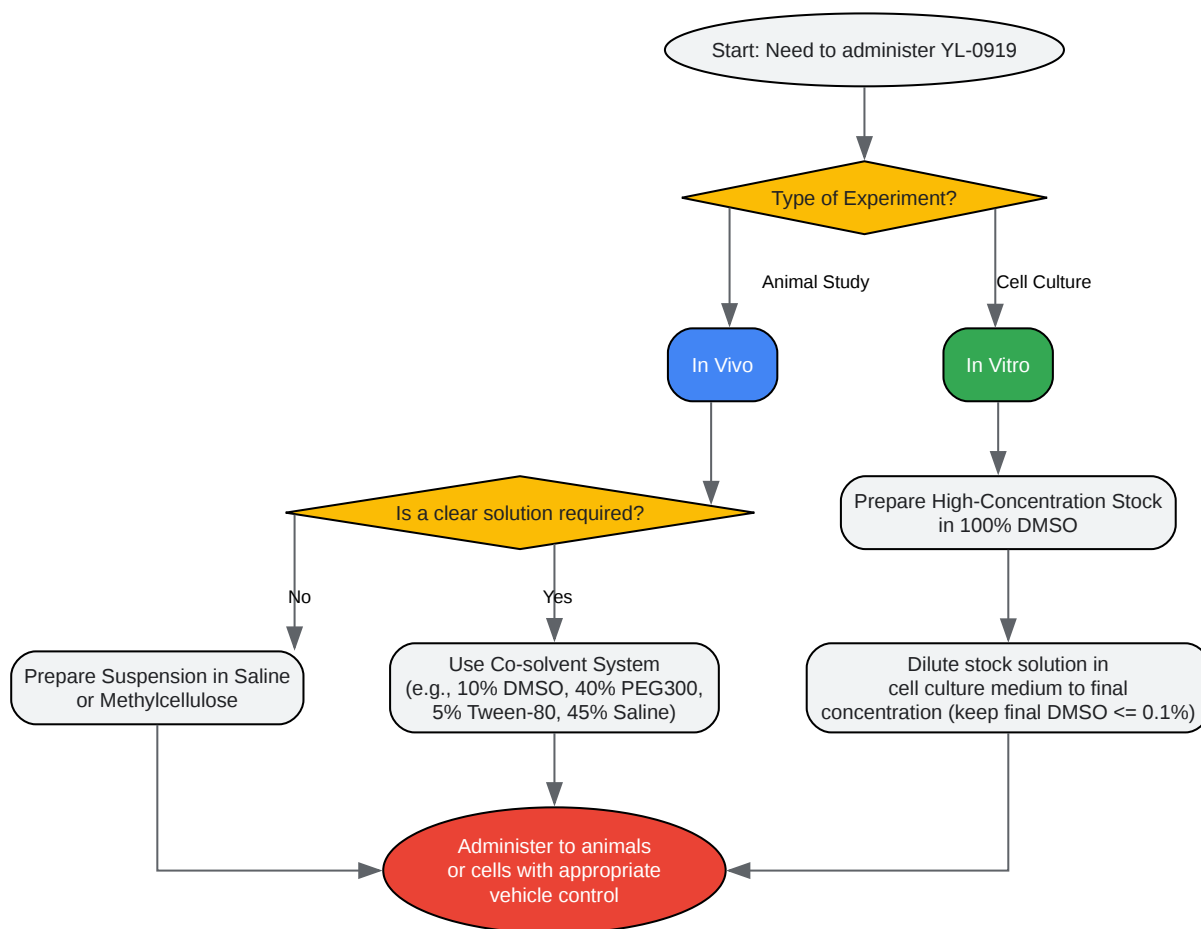 Start: Need to administer YL-0919
Type of Experiment?
Animal Study
Cell Culture
In Vivo
In Vitro
Is a clear solution required?
Prepare High-Concentration Stock
in 100% DMSO
No
Yes
Prepare Suspension in Saline
or Methylcellulose
Use Co-solvent System
(e.g., 10% DMSO, 40% PEG300,
5% Tween-80, 45% Saline)
Dilute stock solution in
cell culture medium to final
concentration (keep final DMSO <= 0.1%)
Administer to animals
or cells with appropriate
vehicle control